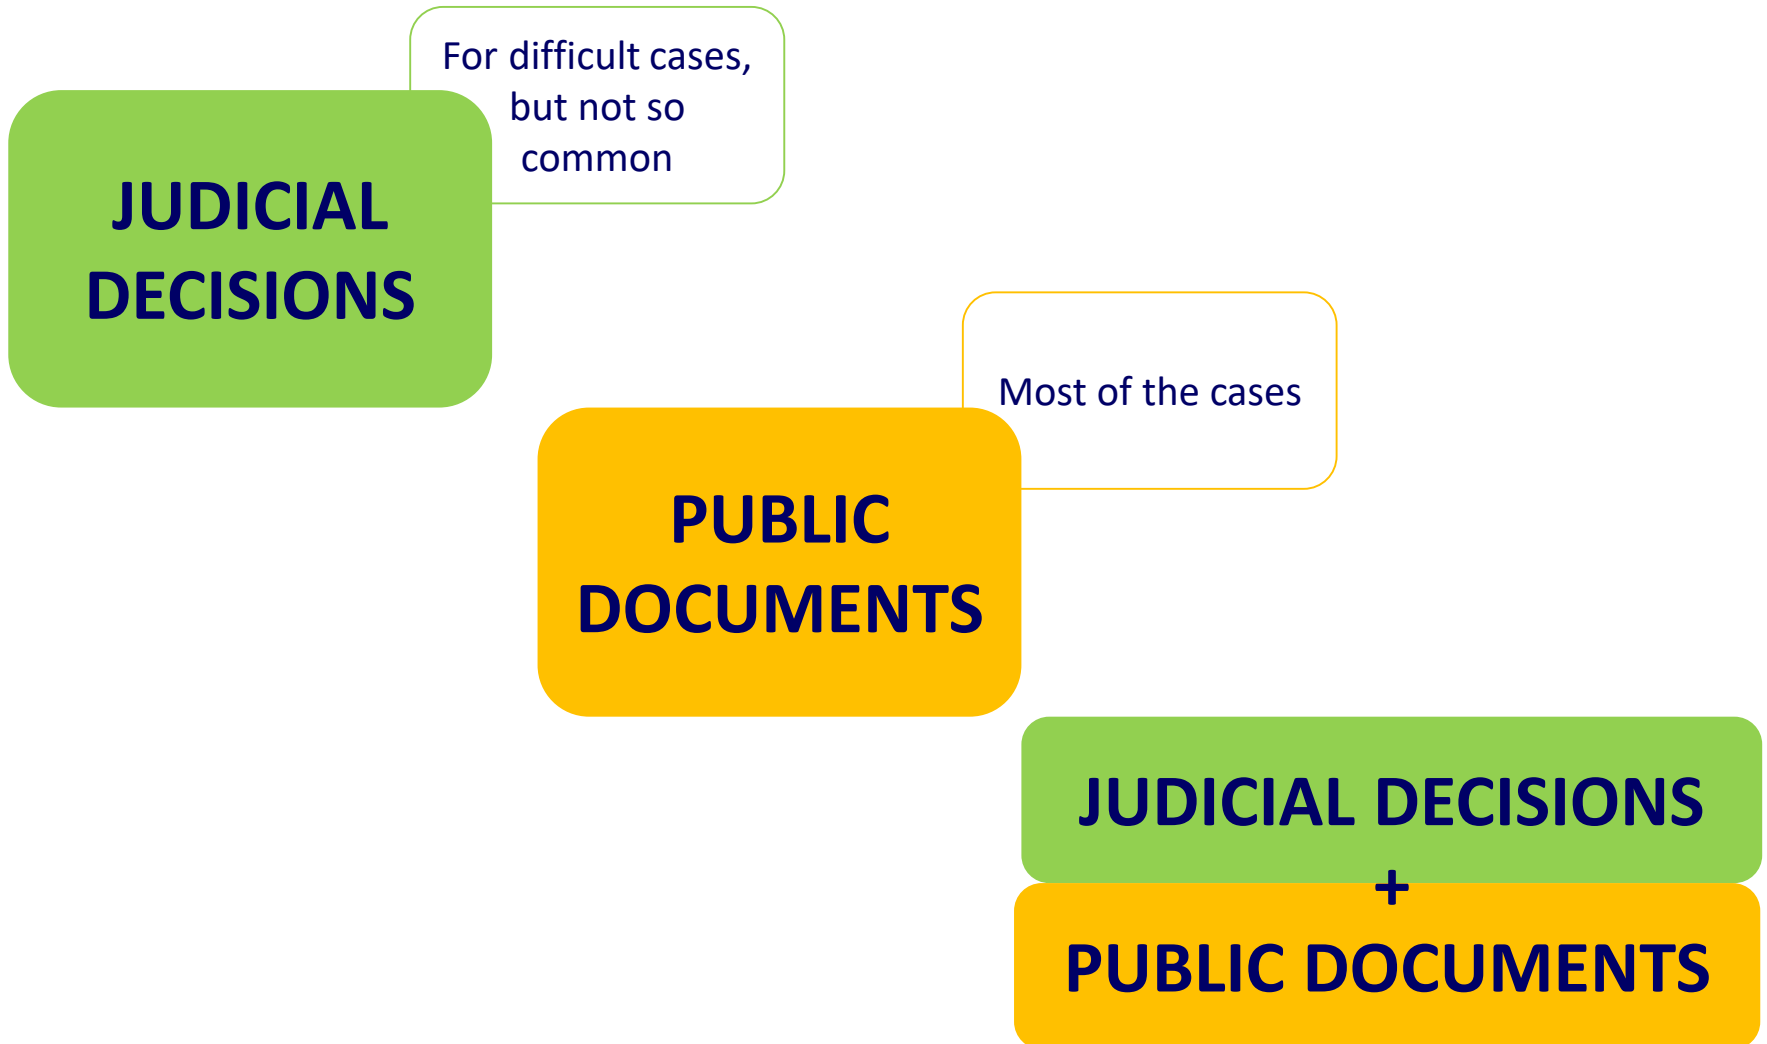 For difficult cases,
but not so
common
JUDICIAL
DECISIONS
Most of the cases
PUBLIC
DOCUMENTS
JUDICIAL DECISIONS
+
PUBLIC DOCUMENTS